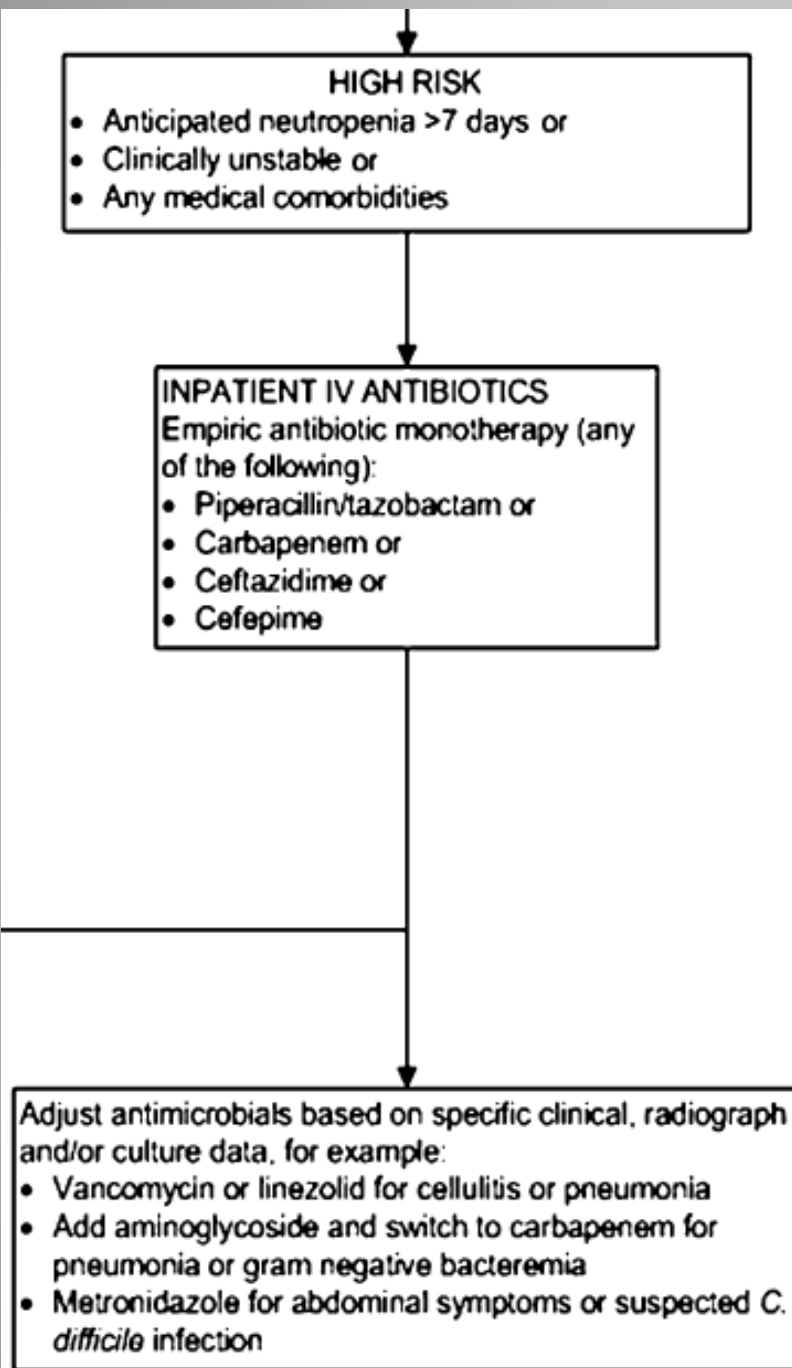 HIGH RISK
• Anticipated neutropenia >7 days or
• Clinically unstable or
• Any medical comorbidities
INPATIENT IV ANTIBIOTICS
Empiric antibiotic monotherapy (any
of the following):
• Piperacillin/tazobactam or
• Carbapenem or
• Ceftazidime or
• Cefepime
Adjust antimicrobials based on specific clinical, radiograph
and/or culture data, for example:
• Vancomycin or linezolid for cellulitis or pneumonia
• Add aminoglycoside and switch to carbapenem for
pneumonia or gram negative bacteremia
• Metronidazole for abdominal symptoms or suspected C.
difficile infection